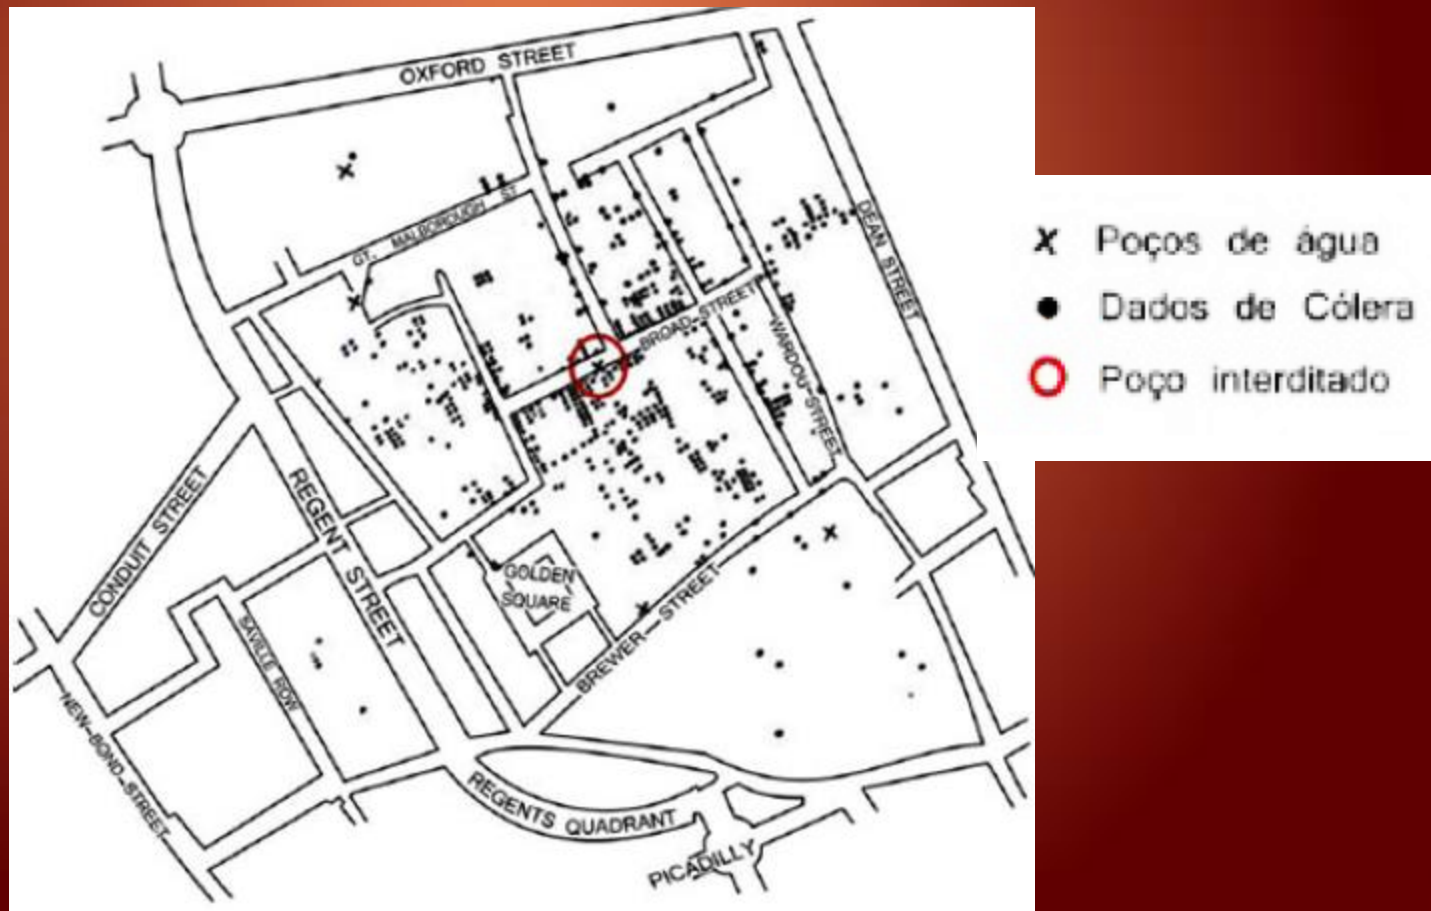 OXFORD STREET
GT. MALBOROUGH ST
DEAN STREET
BROAD STREET
WARDOU-STREET
CONDUIT STREET
REGENT STREET
GOLDEN
SQUARE
BREWER STREET
SAVILLE ROW
NEW-BOND-STREET
REGENTS QUADRANT
PICADILLY
x Poços de água
Dados de Cólera
Poço interditado